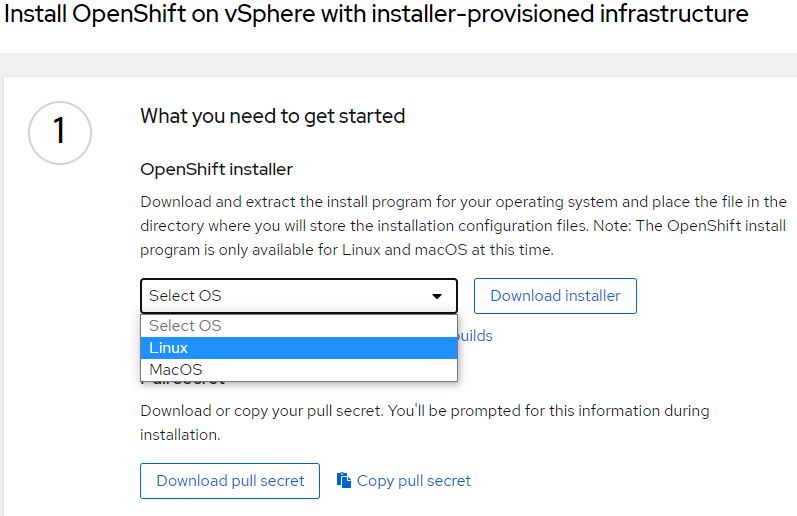 Install OpenShift on vSphere with installer-provisioned infrastructure
1
What you need to get started
OpenShift installer
Download and extract the install program for your operating system and place the file in the
directory where you will store the installation configuration files. Note: The OpenShift install
program is only available for Linux and macOS at this time.
Select OS
Download installer
Select OS
Linux
MacOS
builds
Pull secret
Download or copy your pull secret. You'll be prompted for this information during
installation.
Download pull secret
Copy pull secret